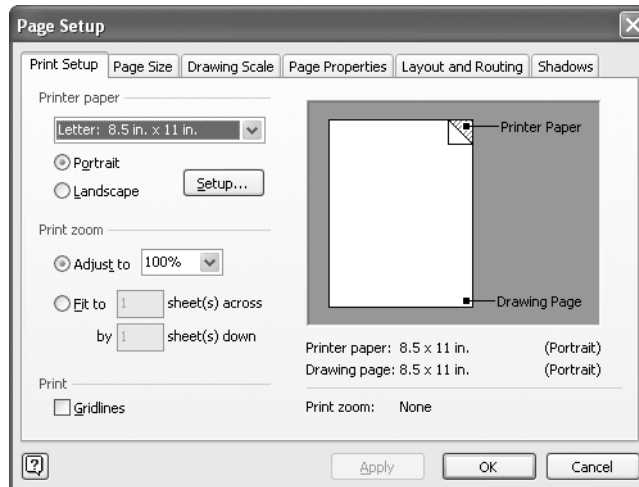 Page Setup
Print Setup Page Size Drawing Scale Page Properties Layout and Routing Shadows
Printer paper
Letter: 8.5 in. x 11 in.
Portrait
Landscape
Setup...
Print zoom
Adjust to 100%
Fit to 1 sheet(s) across
by 1 sheet(s) down
Print
Gridlines
Printer Paper
Drawing Page
Printer paper: 8.5 x 11 in. (Portrait)
Drawing page: 8.5 x 11 in. (Portrait)
Print zoom: None
?
Apply OK Cancel